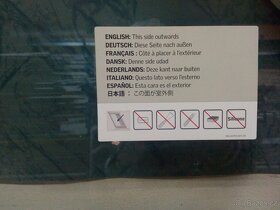 ENGLISH: This side outwards
DEUTSCH: Diese Seite nach außen
FRANÇAIS : Côté à placer à l'extérieur
DANSK: Denne side udad
NEDERLANDS: Deze kant naar buiten
ITALIANO: Questo lato verso l'esterno
ESPAÑOL: Esta cara es el exterior
日本語 : この面が室外側
Silicone